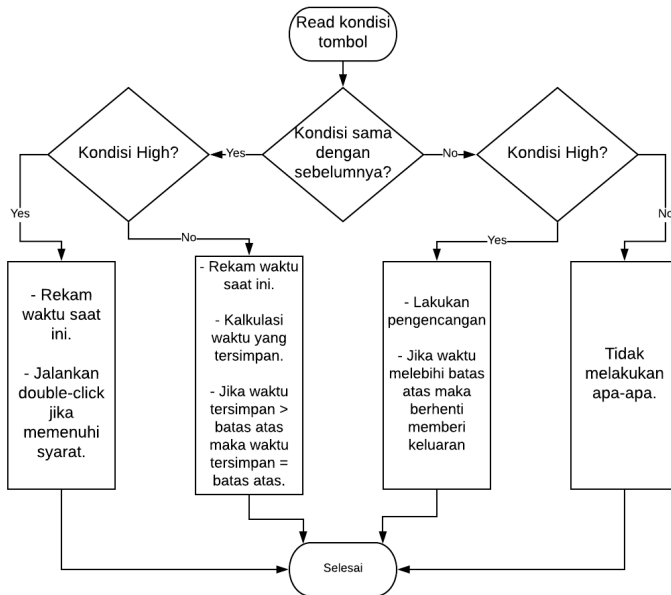 Read kondisi
tombol
Kondisi High?
Yes
Kondisi sama
dengan
sebelumnya?
No
Kondisi High?
Yes
No
Yes
No
- Rekam
waktu saat
ini.
- Jalankan
double-click
jika
memenuhi
syarat.
- Rekam waktu
saat ini.
- Kalkulasi
waktu yang
tersimpan.
- Jika waktu
tersimpan >
batas atas
maka waktu
tersimpan =
batas atas.
- Lakukan
pengencangan
- Jika waktu
melebihi batas
atas maka
berhenti
memberi
keluaran
Tidak
melakukan
apa-apa.
Selesai